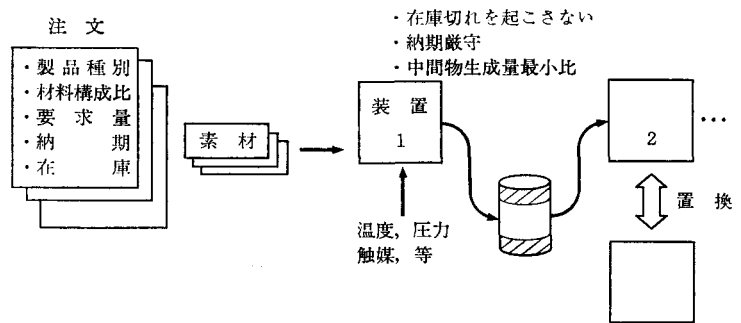 注文
・製品種別
・材料構成比
・要求量
・納期
・在庫
素材
・在庫切れを起こさない
・納期厳守
・中間物生成量最小比
装置
1
温度,圧力
触媒,等
2
…
置換